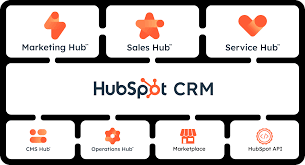 Marketing Hub™
Sales Hub™
Service Hub™
HubSpot CRM
CMS Hub™
Operations Hub™
Marketplace
HubSpot API